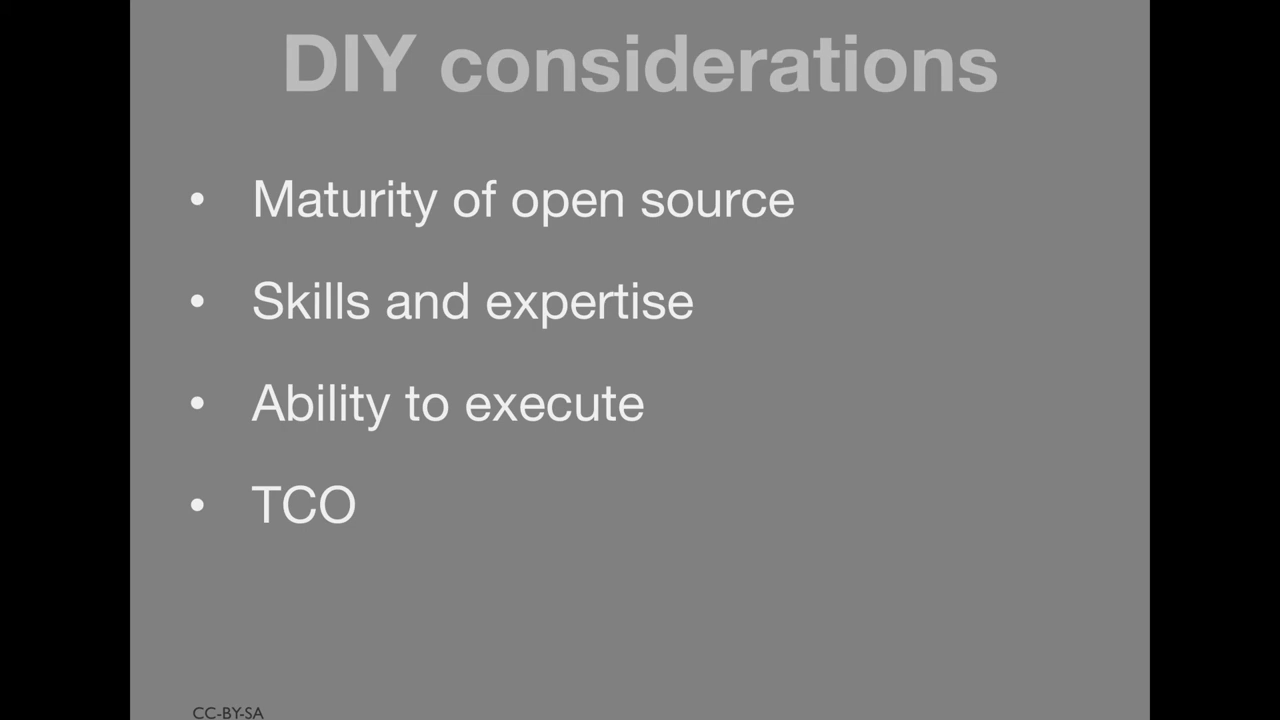 DIY considerations
• Maturity of open source
• Skills and expertise
• Ability to execute
• TCO
CC-BY-SA